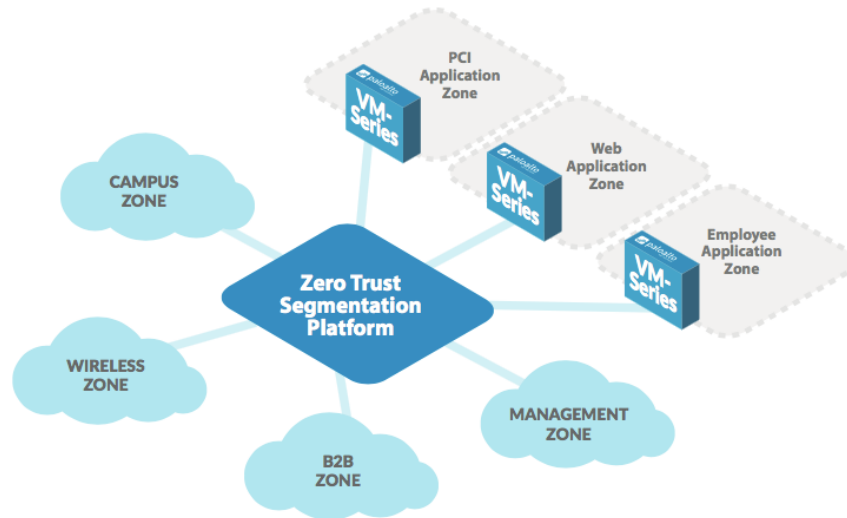 PCI
Application
Zone
paloalto
VM-
Series
Web
Application
Zone
paloalto
VM-
Series
Employee
Application
Zone
paloalto
VM-
Series
CAMPUS
ZONE
Zero Trust
Segmentation
Platform
WIRELESS
ZONE
MANAGEMENT
ZONE
B2B
ZONE